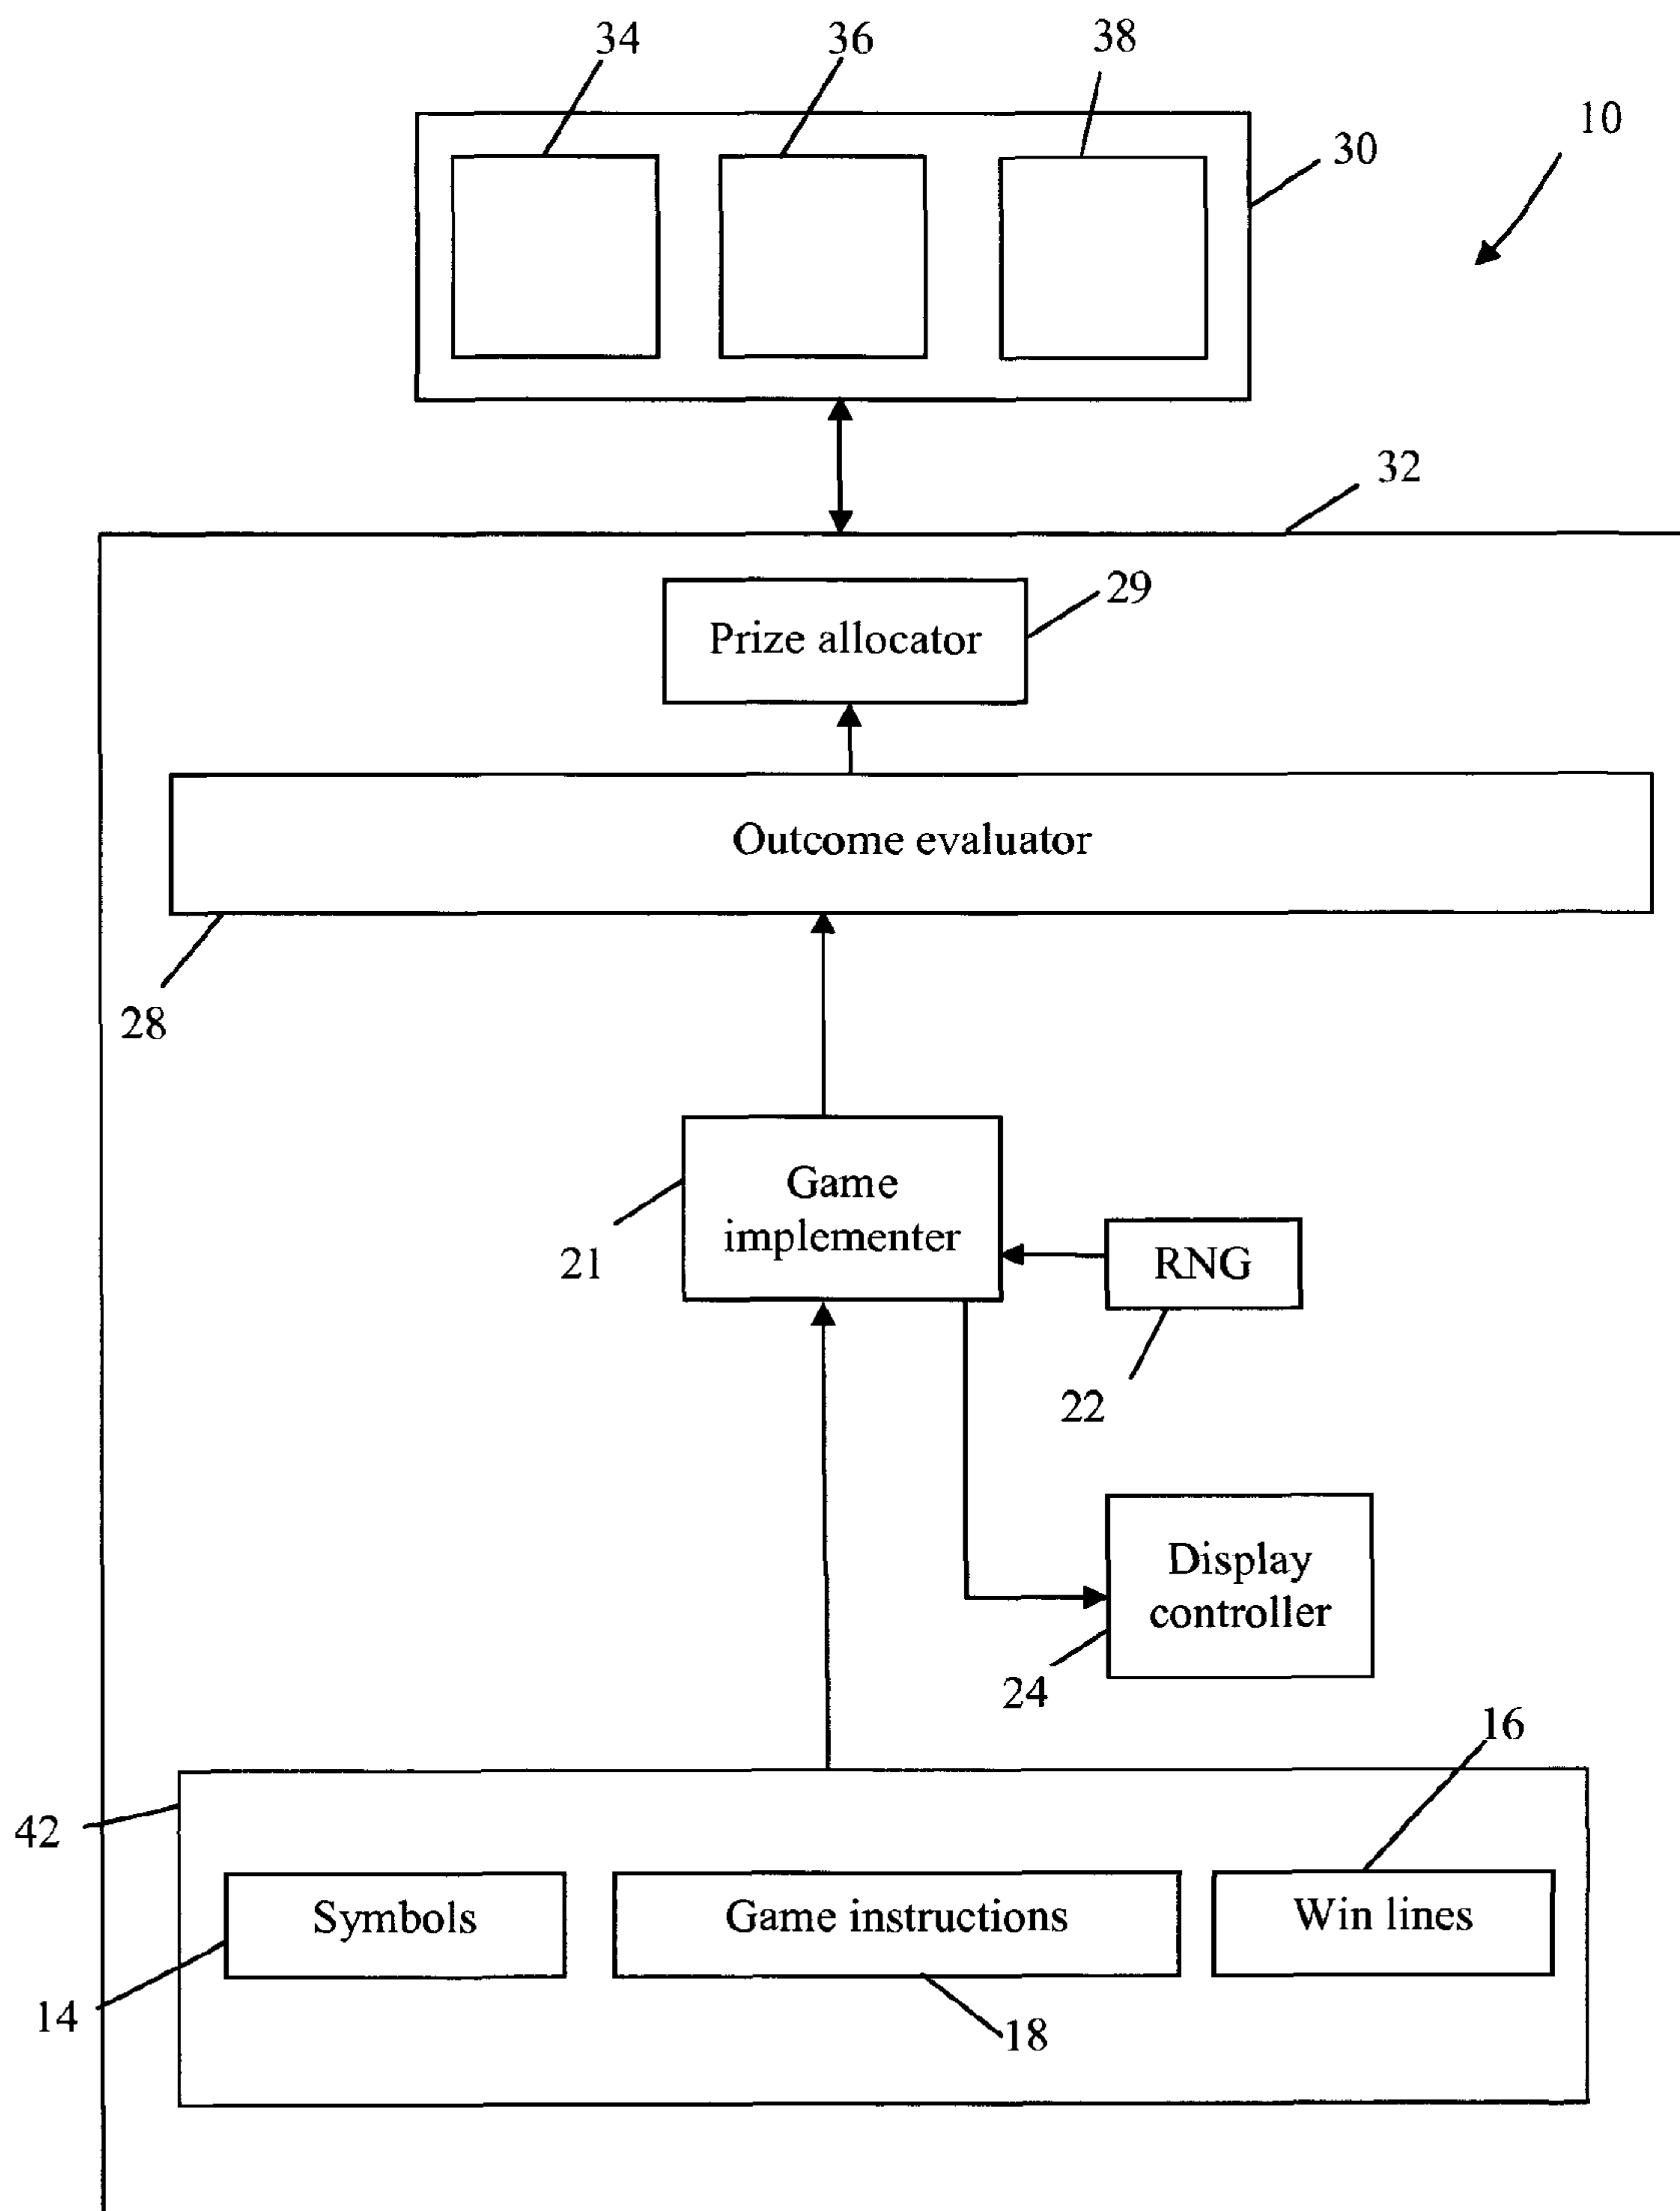 34
36
38
10
30
32
29
Prize allocator
Outcome evaluator
28
Game
implementer
21
RNG
22
Display
controller
24
16
42
Symbols
Game instructions
Win lines
14
18